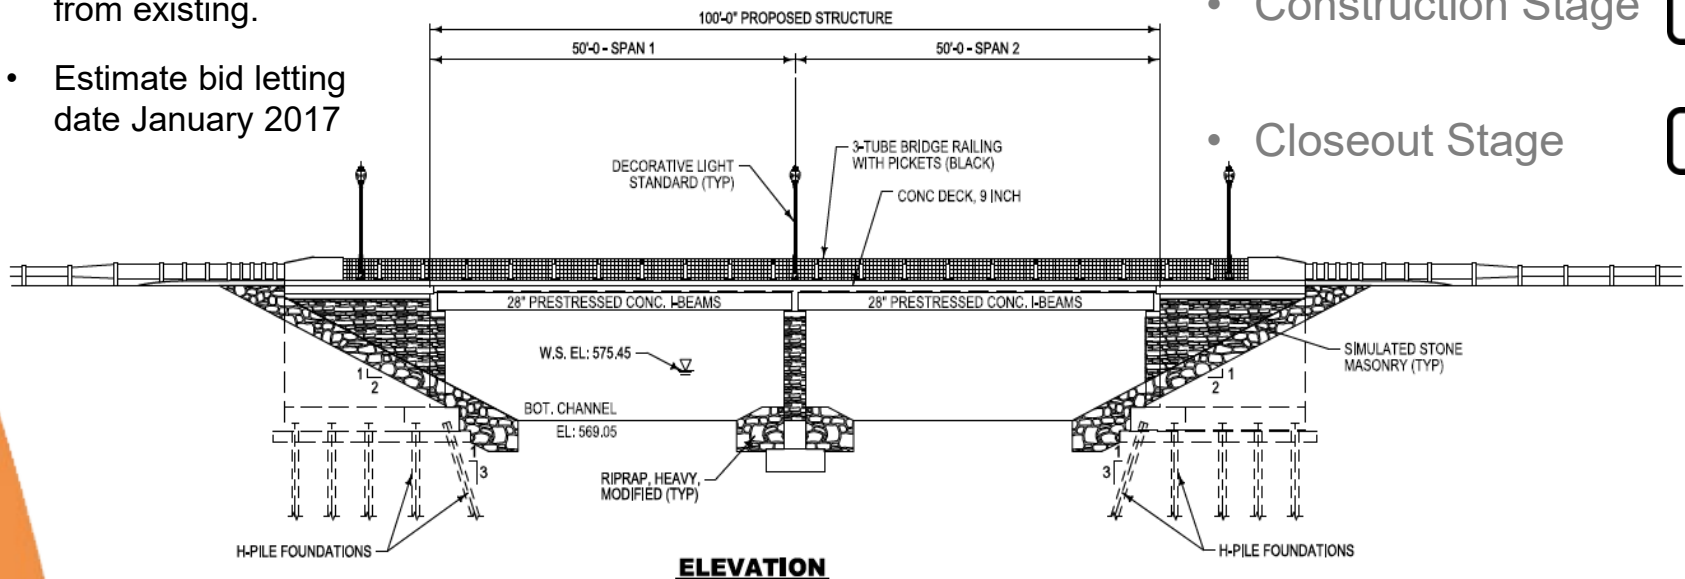 from existing.
• Estimate bid letting
date January 2017
• Construction Stage
• Closeout Stage
100'-0" PROPOSED STRUCTURE
50'-0 - SPAN 1
50'-0 - SPAN 2
DECORATIVE LIGHT
STANDARD (TYP)
3-TUBE BRIDGE RAILING
WITH PICKETS (BLACK)
CONC DECK, 9 INCH
28" PRESTRESSED CONC. I-BEAMS
28" PRESTRESSED CONC. I-BEAMS
W.S. EL: 575.45
SIMULATED STONE
MASONRY (TYP)
1
2
1
2
BOT. CHANNEL
EL: 569.05
1
3
1
3
RIPRAP, HEAVY,
MODIFIED (TYP)
H-PILE FOUNDATIONS
H-PILE FOUNDATIONS
ELEVATION